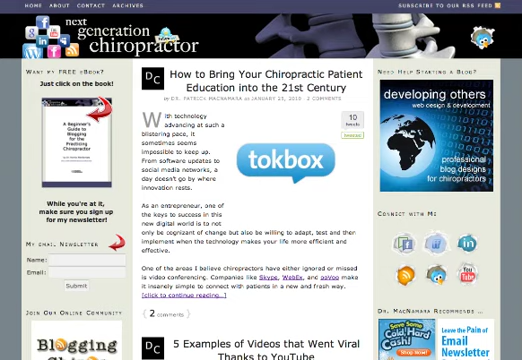 HOME ABOUT CONTACT ARCHIVES
SUBSCRIBE TO OUR RSS FEED
next
generation
chiropractor
Want my FREE eBook?
Just click on the book!
A Beginner's
Guide to
Blogging
for the
Practicing
Chiropractor
While you're at it,
make sure you sign up
for my newsletter!
My email Newsletter
Name:
Email:
Submit
Join Our Online Community
Blogging
DC
How to Bring Your Chiropractic Patient
Education into the 21st Century
by Dr. Patrick MacNamara on January 25, 2010 · 2 comments
10
tweets
retweet
With technology
advancing at such a
blistering pace, it
sometimes seems
impossible to keep up.
From software updates to
social media networks, a
day doesn't go by where
innovation rests.
tokbox
As an entrepreneur, one of
the keys to success in this
new digital world is to not
only be cognizant of change but also be willing to adapt, test and then
implement when the technology makes your life more efficient and
effective.
One of the areas I believe chiropractors have either ignored or missed
is video conferencing. Companies like Skype, WebEx, and ooVoo make
it insanely simple to connect with patients in a new and fresh way.
[click to continue reading...]
{ 2 comments }
DC
5 Examples of Videos that Went Viral
Thanks to YouTube
Need Help Starting a Blog?
developing others
web design & development
professional
blog designs
for chiropractors
Connect with Me
in
You
Tube
Dr. MacNamara Recommends ...
Save Some
Cold Hard
Cash!
Shop Now!
Leave the Pain of
Email
Newsletters